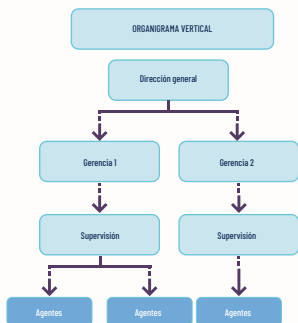 ORGANIGRAMA VERTICAL
Dirección general
Gerencia 1
Gerencia 2
Supervisión
Supervisión
Agentes
Agentes
Agentes